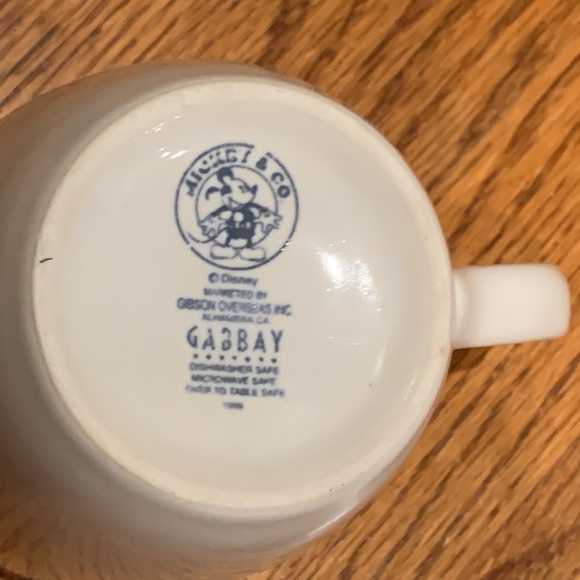 MICKEY & CO
© Disney
MARKETED BY
GIBSON OVERSEAS INC.
ALHAMBRA CA
GABBAY
DISHWASHER SAFE
MICROWAVE SAFE
OVEN TO TABLE SAFE